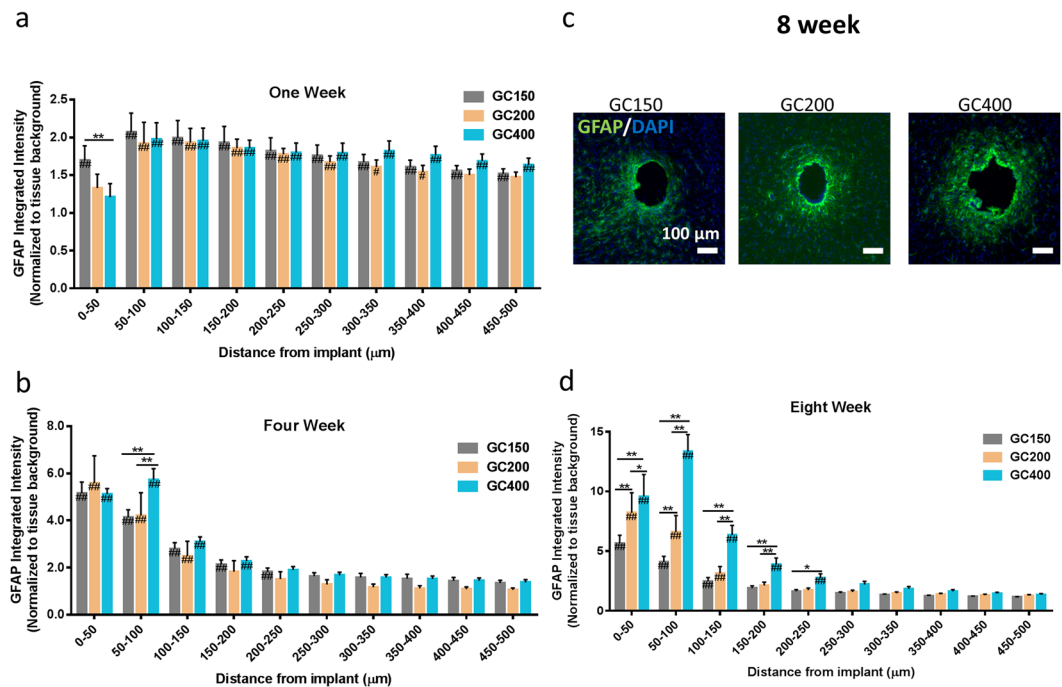 a
One Week
GC150
GC200
GC400
GFAP Integrated Intensity
(Normalized to tissue background)
2.5
2.0
1.5
1.0
0.5
0.0
**
## ## ## ##
## ## ##
## ## ##
## ## ##
## ## ##
## # ##
## # ##
## ##
## ##
0-50
50-100
100-150
150-200
200-250
250-300
300-350
350-400
400-450
450-500
Distance from implant (µm)
b
Four Week
GC150
GC200
GC400
GFAP Integrated Intensity
(Normalized to tissue background)
6.0
4.0
2.0
0.0
**
**
## ## ##
## ## ##
## ## ##
## ##
##
0-50
50-100
100-150
150-200
200-250
250-300
300-350
350-400
400-450
450-500
Distance from implant (µm)
c
8 week
GC150
GC200
GC400
GFAP/DAPI
100 µm
d
Eight Week
GC150
GC200
GC400
GFAP Integrated Intensity
(Normalized to tissue background)
15
10
5
0
**
**
*
**
**
**
**
**
**
**
*
## ## ##
## ## ##
## ## ##
##
##
0-50
50-100
100-150
150-200
200-250
250-300
300-350
350-400
400-450
450-500
Distance from implant (µm)